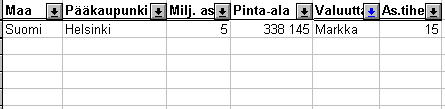 Maa Pääkaupunki Milj. as Pinta-ala Valuutta As.tihe
Suomi Helsinki 5 338 145 Markka 15